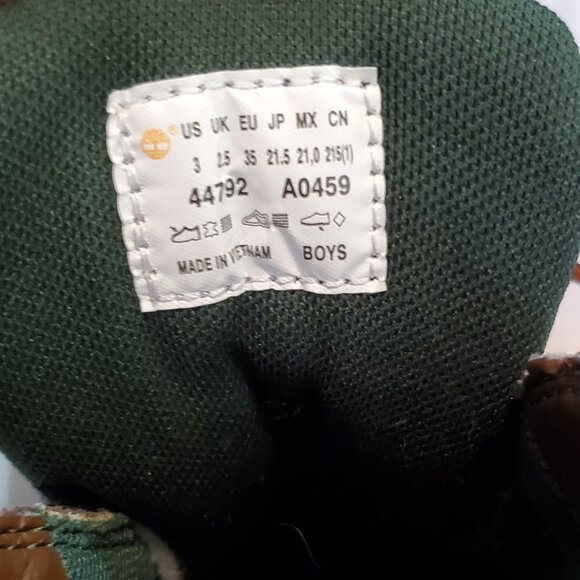 ® US UK EU JP MX CN
3 2.5 35 21.5 21,0 215(1)
44792 A0459
MADE IN VIETNAM BOYS